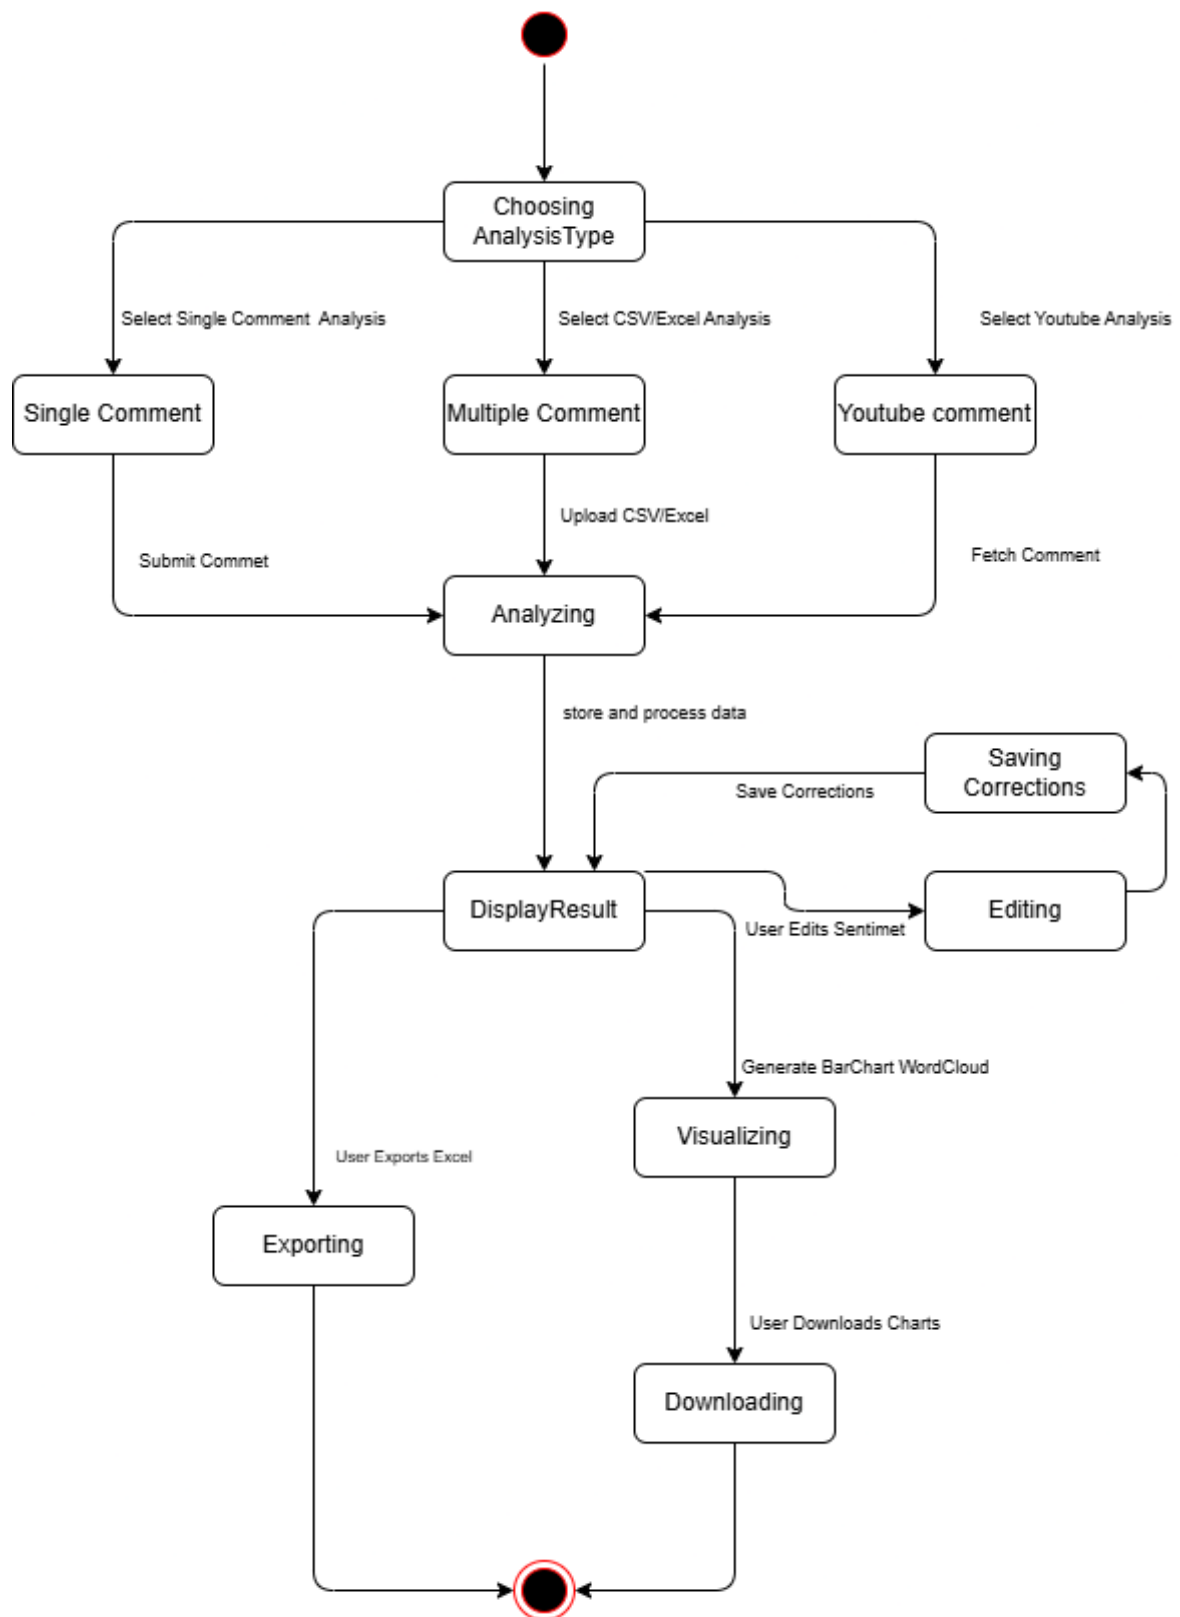 Choosing
AnalysisType
Select Single Comment  Analysis
Select CSV/Excel Analysis
Select Youtube Analysis
Single Comment
Multiple Comment
Youtube comment
Upload CSV/Excel
Submit Commet
Fetch Comment
Analyzing
store and process data
Saving
Corrections
Save Corrections
DisplayResult
Editing
User Edits Sentimet
Generate BarChart WordCloud
Visualizing
User Exports Excel
Exporting
User Downloads Charts
Downloading